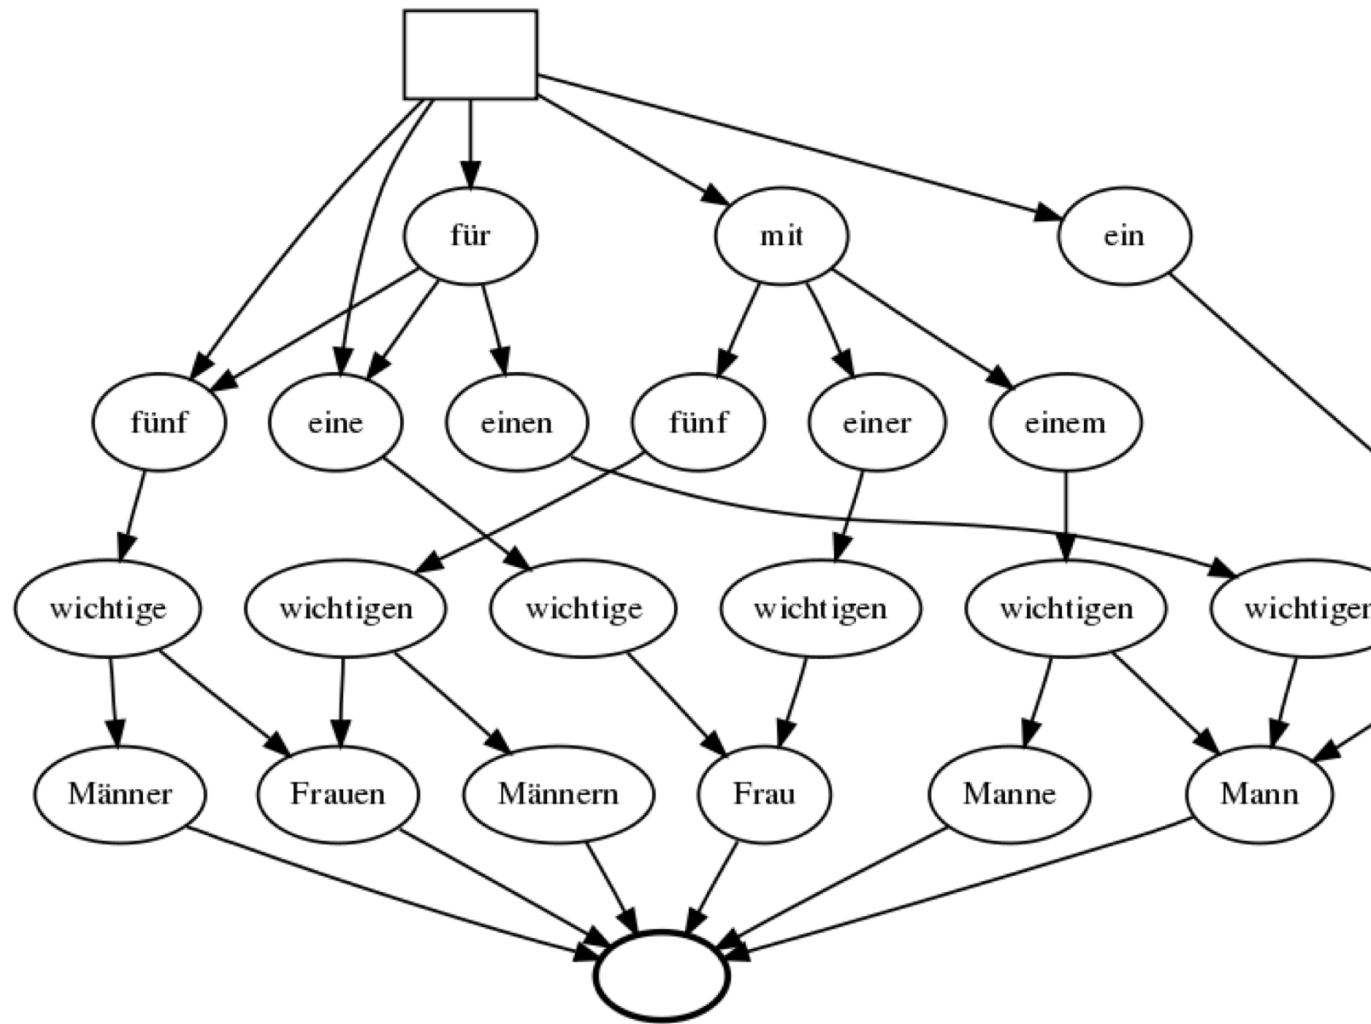 für mit ein
fünf eine einen fünf einer einem
wichtige wichtigen wichtige wichtigen wichtigen
Männer Frauen Männern Frau Manne Mann